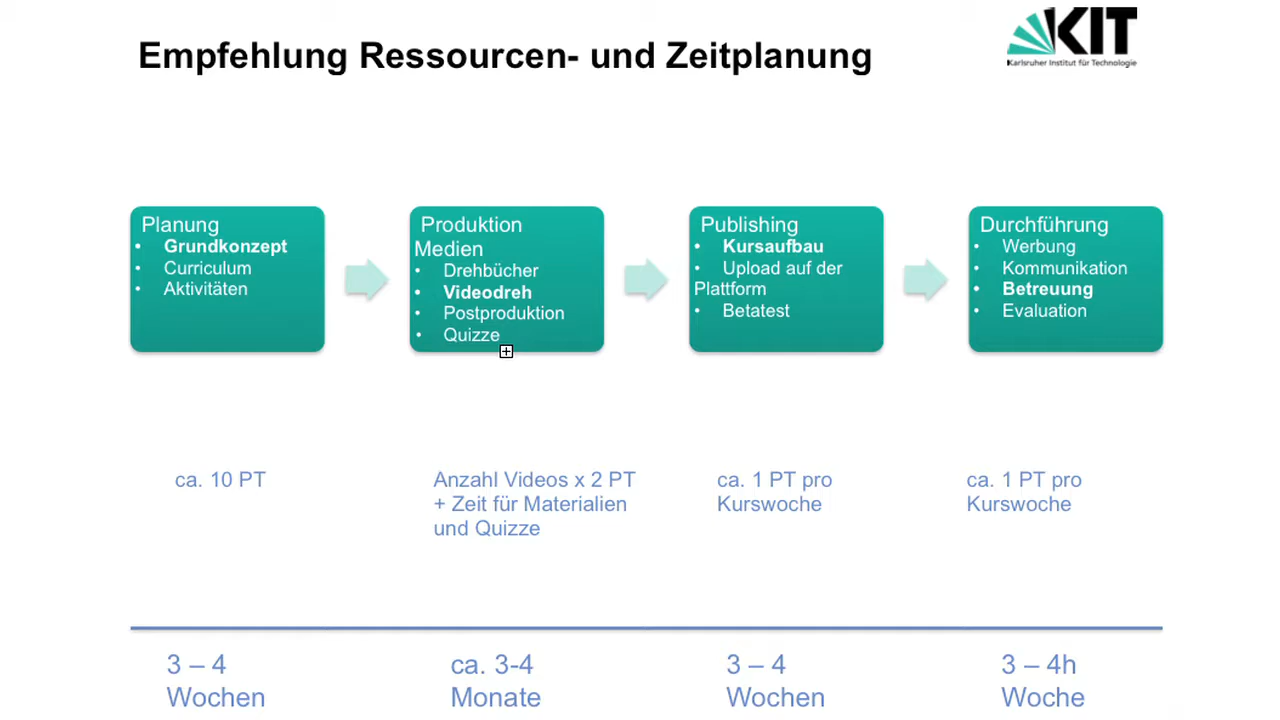 Empfehlung Ressourcen- und Zeitplanung
KIT
Karlsruher Institut für Technologie
Planung
• Grundkonzept
• Curriculum
• Aktivitäten
Produktion
Medien
• Drehbücher
• Videodreh
• Postproduktion
• Quizze
Publishing
• Kursaufbau
• Upload auf der
Plattform
• Betatest
Durchführung
• Werbung
• Kommunikation
• Betreuung
• Evaluation
ca. 10 PT
Anzahl Videos x 2 PT
+ Zeit für Materialien
und Quizze
ca. 1 PT pro
Kurswoche
ca. 1 PT pro
Kurswoche
3 – 4
Wochen
ca. 3-4
Monate
3 – 4
Wochen
3 – 4h
Woche